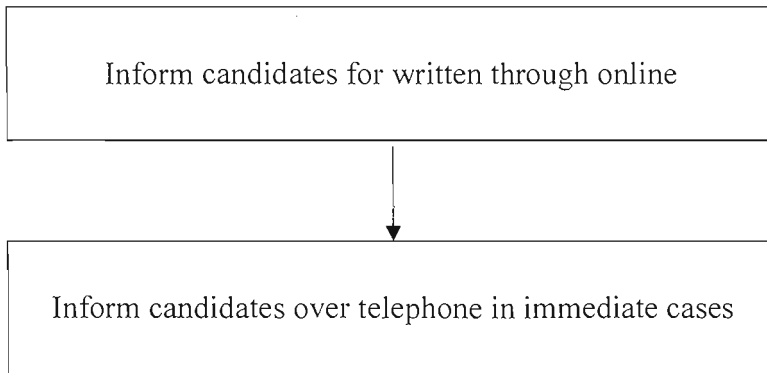 Inform candidates for written through online
Inform candidates over telephone in immediate cases